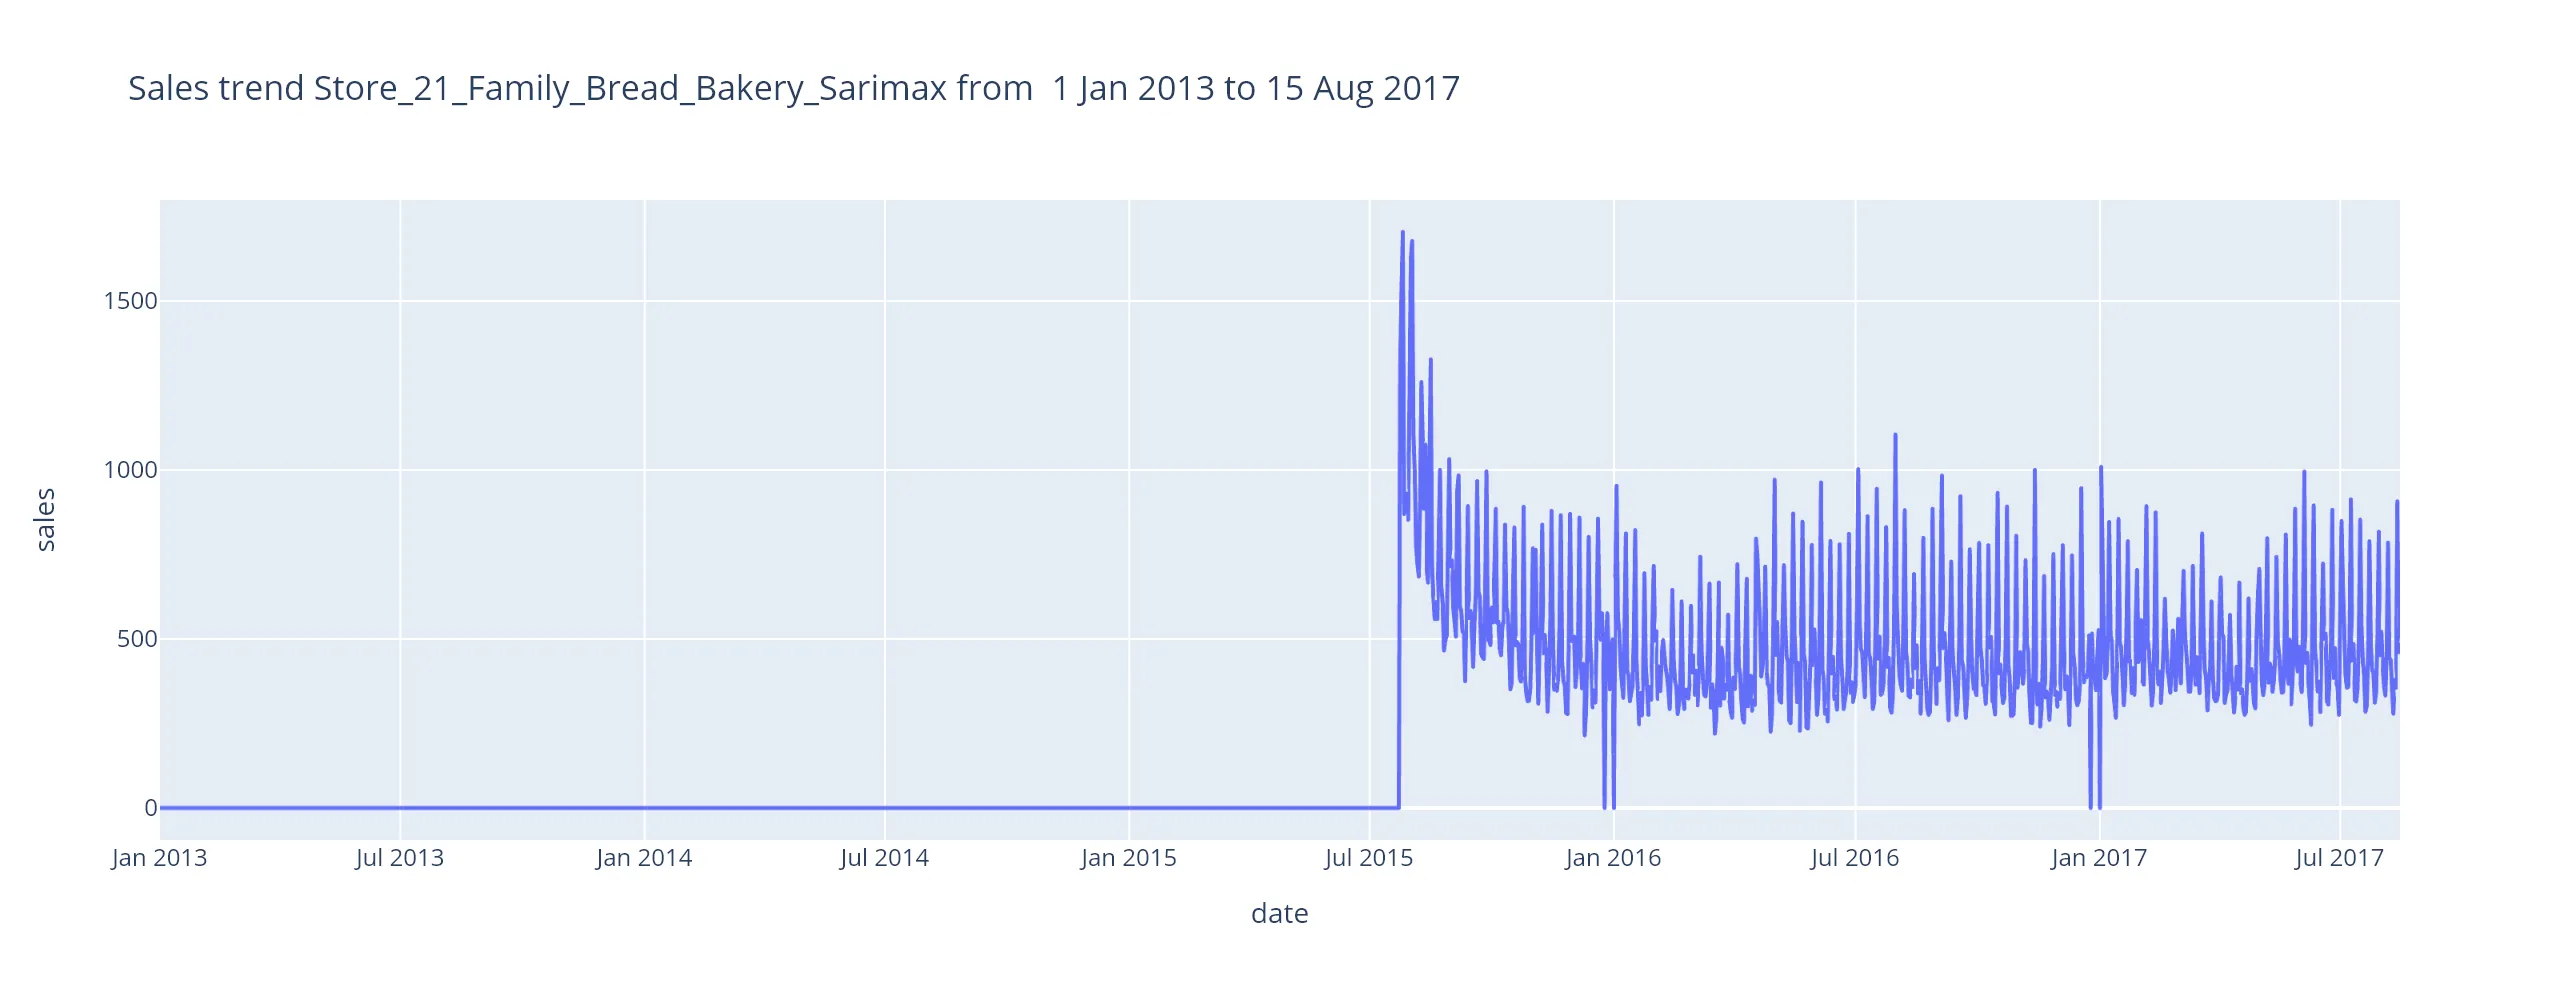 Sales trend Store_21_Family_Bread_Bakery_Sarimax from  1 Jan 2013 to 15 Aug 2017
1500
1000
500
0
sales
Jan 2013 Jul 2013 Jan 2014 Jul 2014 Jan 2015 Jul 2015 Jan 2016 Jul 2016 Jan 2017 Jul 2017
date